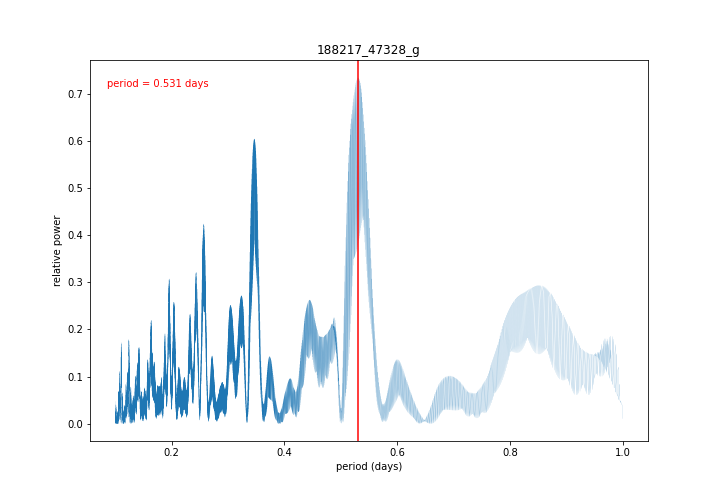 188217_47328_g
period = 0.531 days
0.7
0.6
0.5
0.4
0.3
0.2
0.1
0.0
relative power
0.2 0.4 0.6 0.8 1.0
period (days)